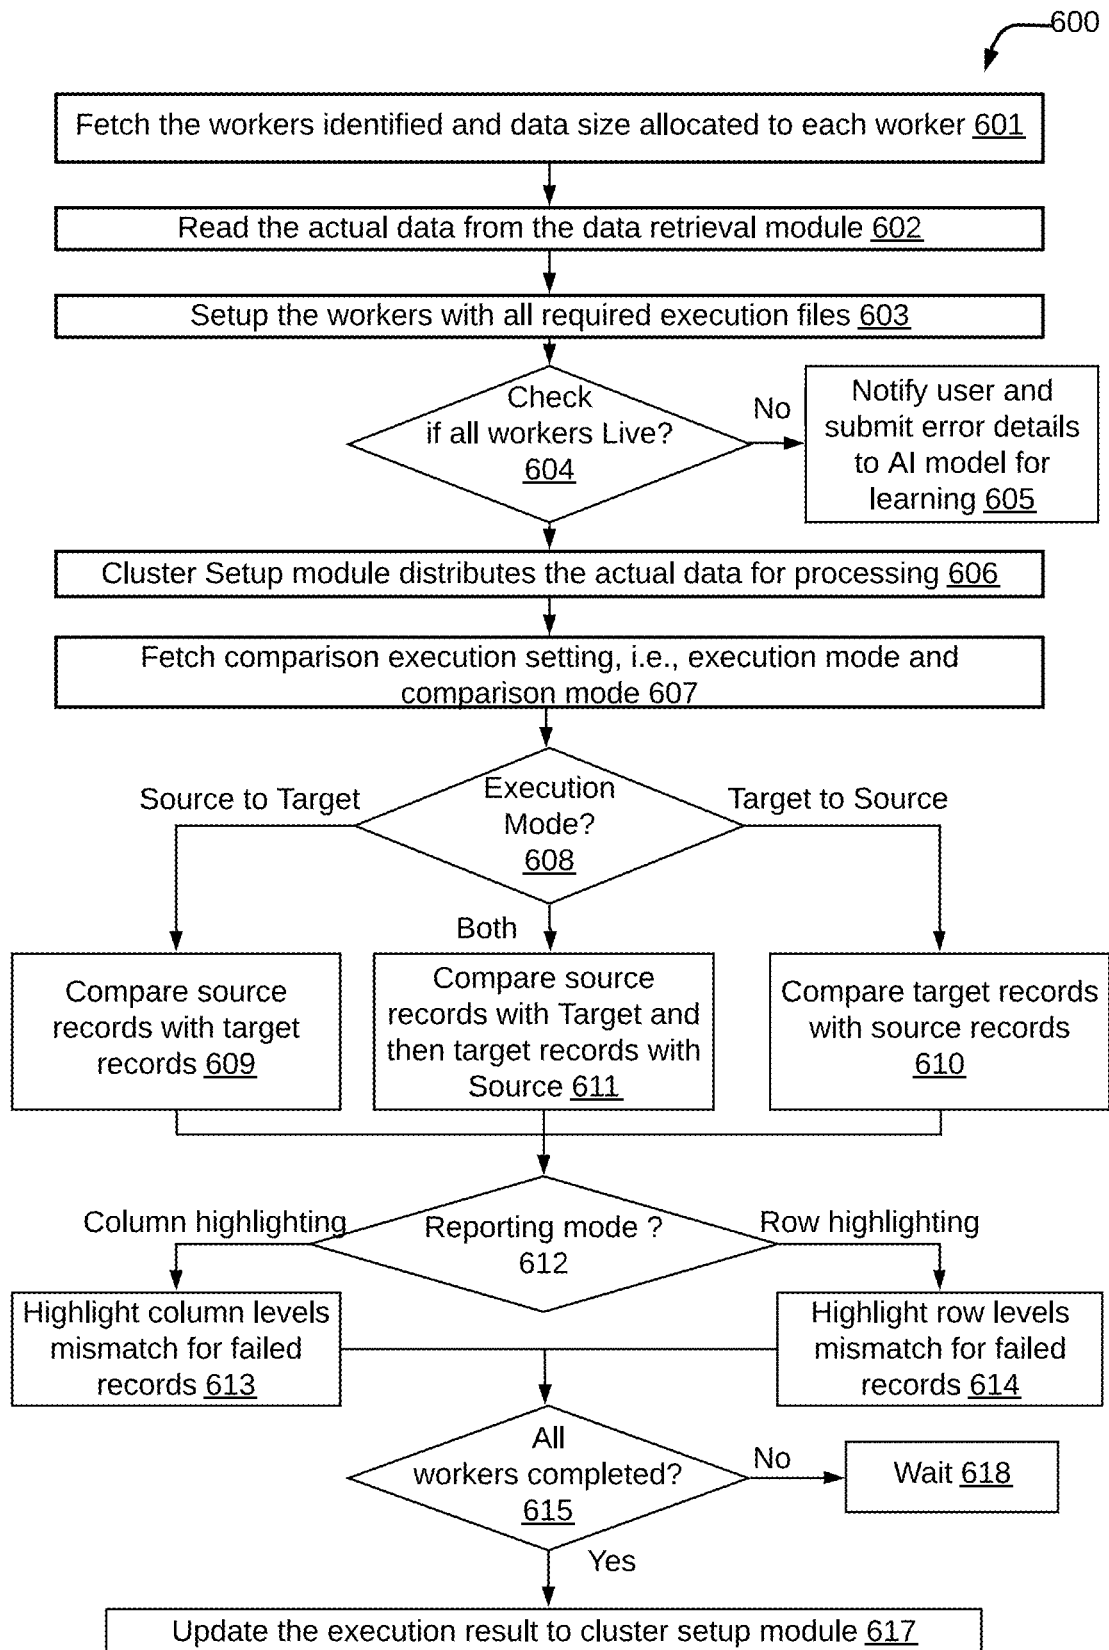 600
Fetch the workers identified and data size allocated to each worker 601
Read the actual data from the data retrieval module 602
Setup the workers with all required execution files 603
Check
if all workers Live?
604
No
Notify user and
submit error details
to AI model for
learning 605
Cluster Setup module distributes the actual data for processing 606
Fetch comparison execution setting, i.e., execution mode and
comparison mode 607
Execution
Mode?
608
Source to Target
Target to Source
Both
Compare source
records with target
records 609
Compare source
records with Target and
then target records with
Source 611
Compare target records
with source records
610
Reporting mode ?
612
Column highlighting
Row highlighting
Highlight column levels
mismatch for failed
records 613
Highlight row levels
mismatch for failed
records 614
All
workers completed?
615
No
Wait 618
Yes
Update the execution result to cluster setup module 617